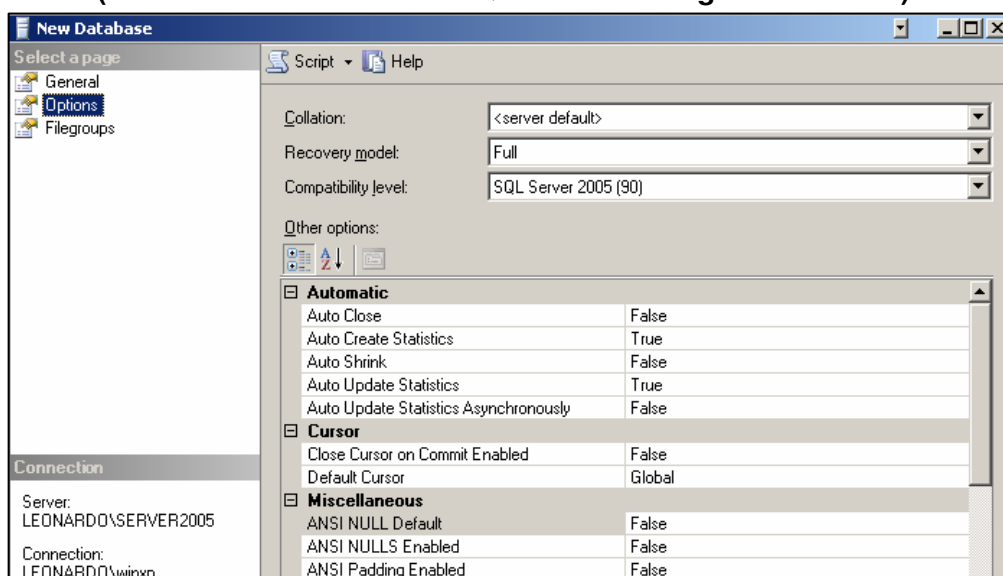 New Database
Select a page
General
Options
Filegroups
Script Help
Collation: <server default>
Recovery model: Full
Compatibility level: SQL Server 2005 (90)
Other options:
Automatic
Auto Close False
Auto Create Statistics True
Auto Shrink False
Auto Update Statistics True
Auto Update Statistics Asynchronously False
Cursor
Close Cursor on Commit Enabled False
Default Cursor Global
Miscellaneous
ANSI NULL Default False
ANSI NULLS Enabled False
ANSI Padding Enabled False
Connection
Server:
LEONARDO\SERVER2005
Connection:
LEONARDO\winxp